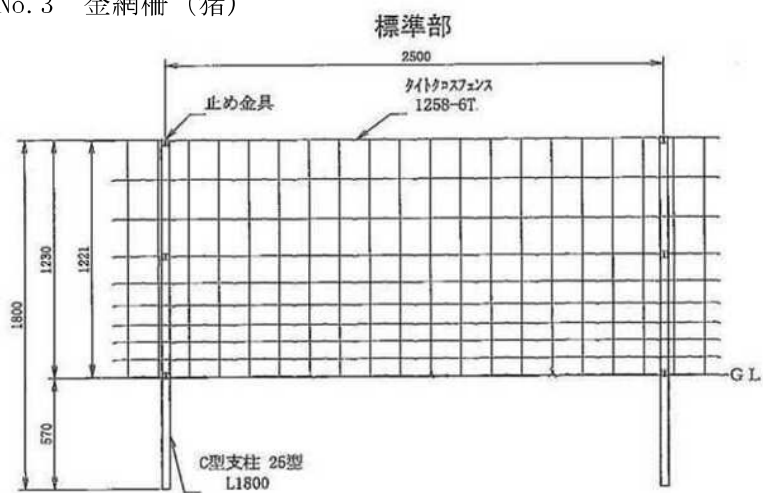 No.3 金網柵（猪）
標準部
2500
タイトクロスフェンス
1258-6T.
止め金具
1800
1230
1221
570
GL
C型支柱 25型
L1800